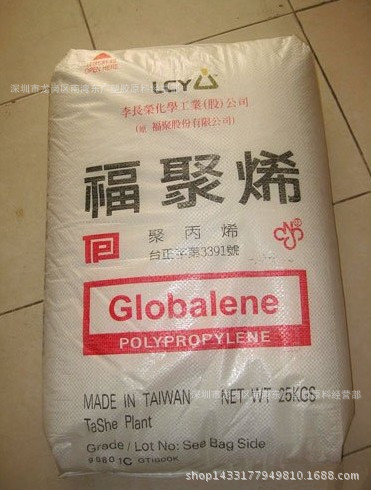 OPEN HERE
LCY
李長榮化學工業(股)公司
(原 福聚股份有限公司)
福聚烯
聚丙烯
台正字第3391號
Globalene
POLYPROPYLENE
MADE IN TAIWAN NET WT 25KGS
TaShe Plant
Grade / Lot No: See Bag Side
shop1433177949810.1688.com